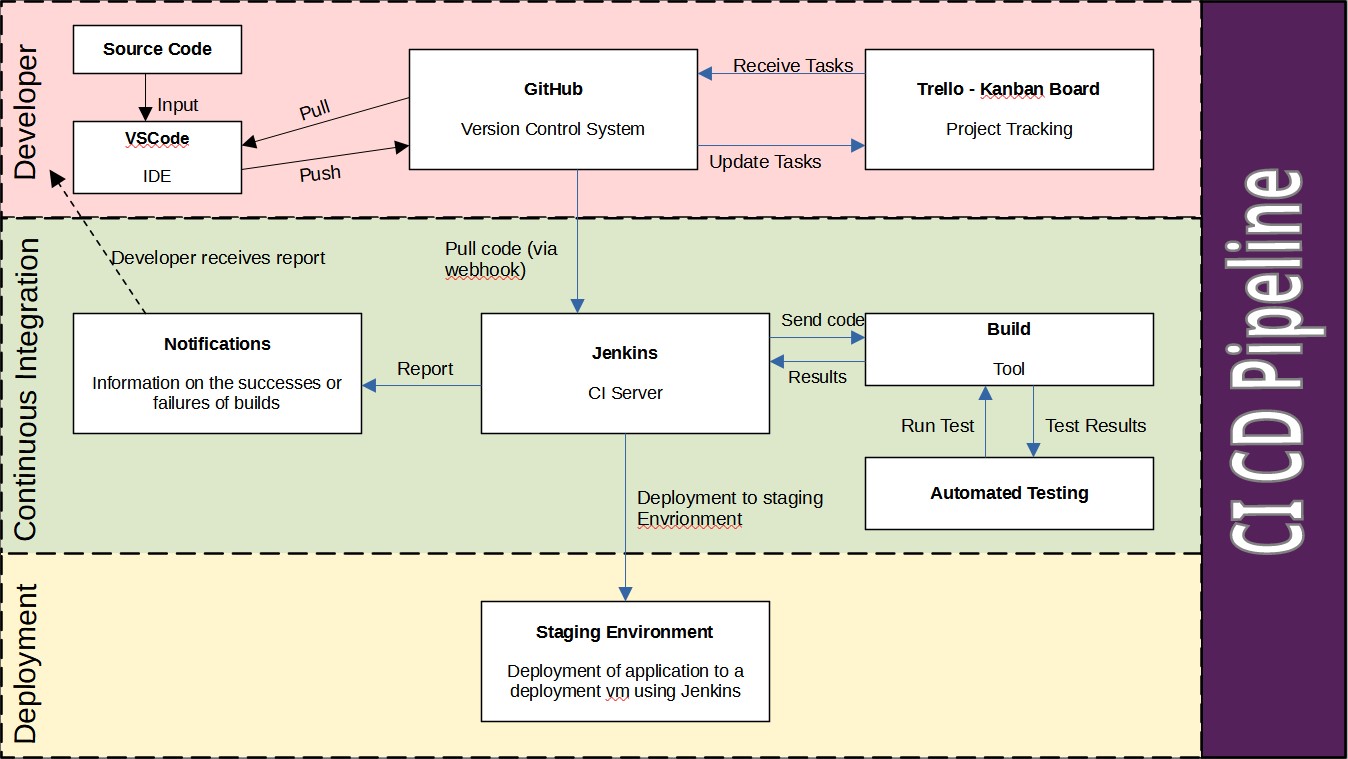 Developer
Source Code
Input
VSCode
IDE
Pull
Push
GitHub
Version Control System
Receive Tasks
Update Tasks
Trello - Kanban Board
Project Tracking
Continuous Integration
Developer receives report
Pull code (via
webhook)
Notifications
Information on the successes or
failures of builds
Report
Jenkins
CI Server
Send code
Results
Build
Tool
Run Test
Test Results
Automated Testing
Deployment to staging
Envrionment
Deployment
Staging Environment
Deployment of application to a
deployment vm using Jenkins
CI CD Pipeline